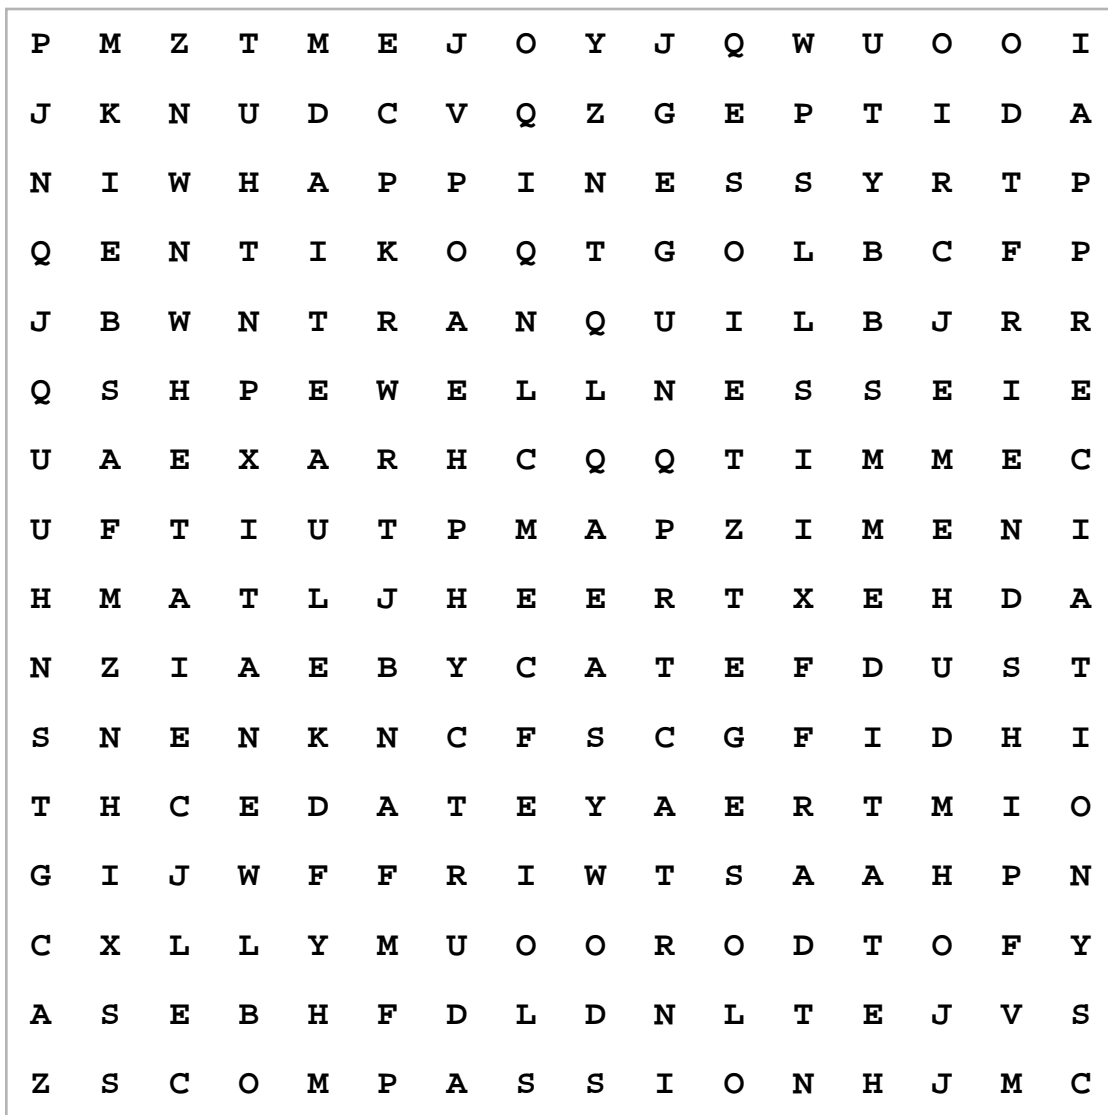 P M Z T M E J O Y J Q W U O O I
J K N U D C V Q Z G E P T I D A
N I W H A P P I N E S S Y R T P
Q E N T I K O Q T G O L B C F P
J B W N T R A N Q U I L B J R R
Q S H P E W E L L N E S S E I E
U A E X A R H C Q Q T I M M E C
U F T I U T P M A P Z I M E N I
H M A T L J H E E R T X E H D A
N Z I A E B Y C A T E F D U S T
S N E N K N C F S C G F I D H I
T H C E D A T E Y A E R T M I O
G I J W F F R I W T S A A H P N
C X L L Y M U O O R O D T O F Y
A S E B H F D L D N L T E J V S
Z S C O M P A S S I O N H J M C